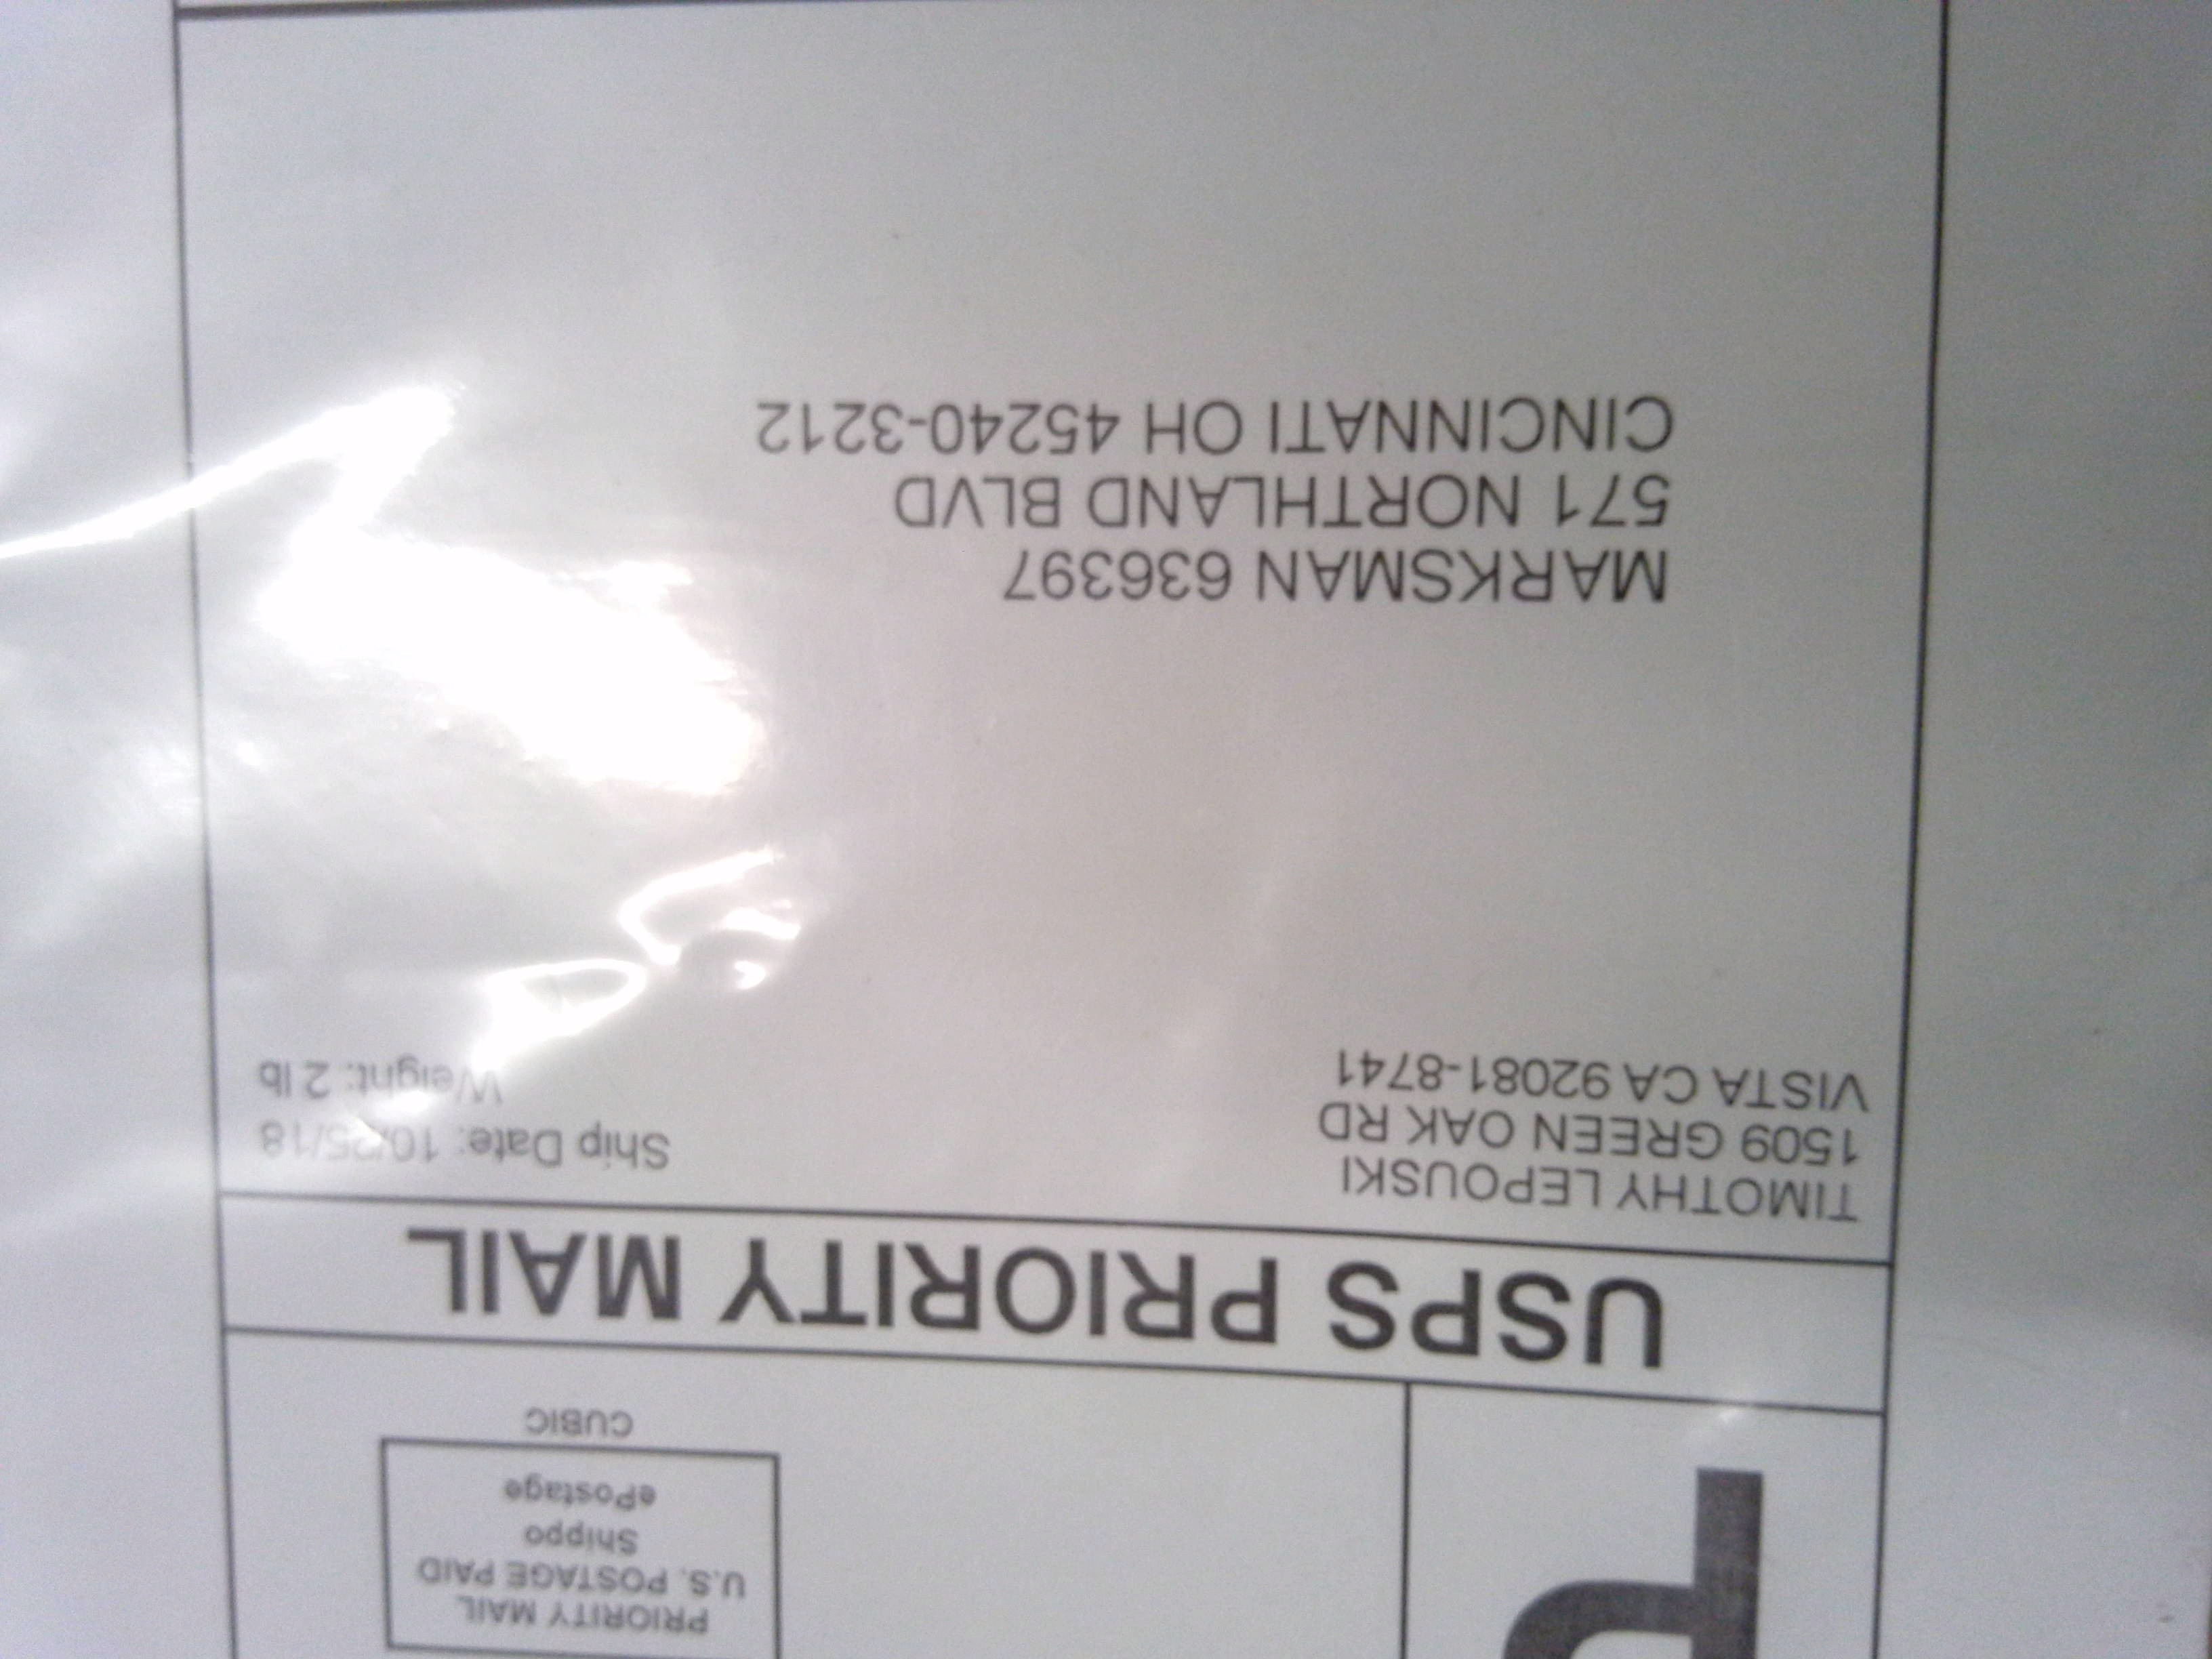 P
PRIORITY MAIL
U.S. POSTAGE PAID
Shippo
ePostage
CUBIC
USPS PRIORITY MAIL
TIMOTHY LEPOUSKI
1509 GREEN OAK RD
VISTA CA 92081-8741
Ship Date: 10/25/18
Weight: 2 lb
MARKSMAN 636397
571 NORTHLAND BLVD
CINCINNATI OH 45240-3212